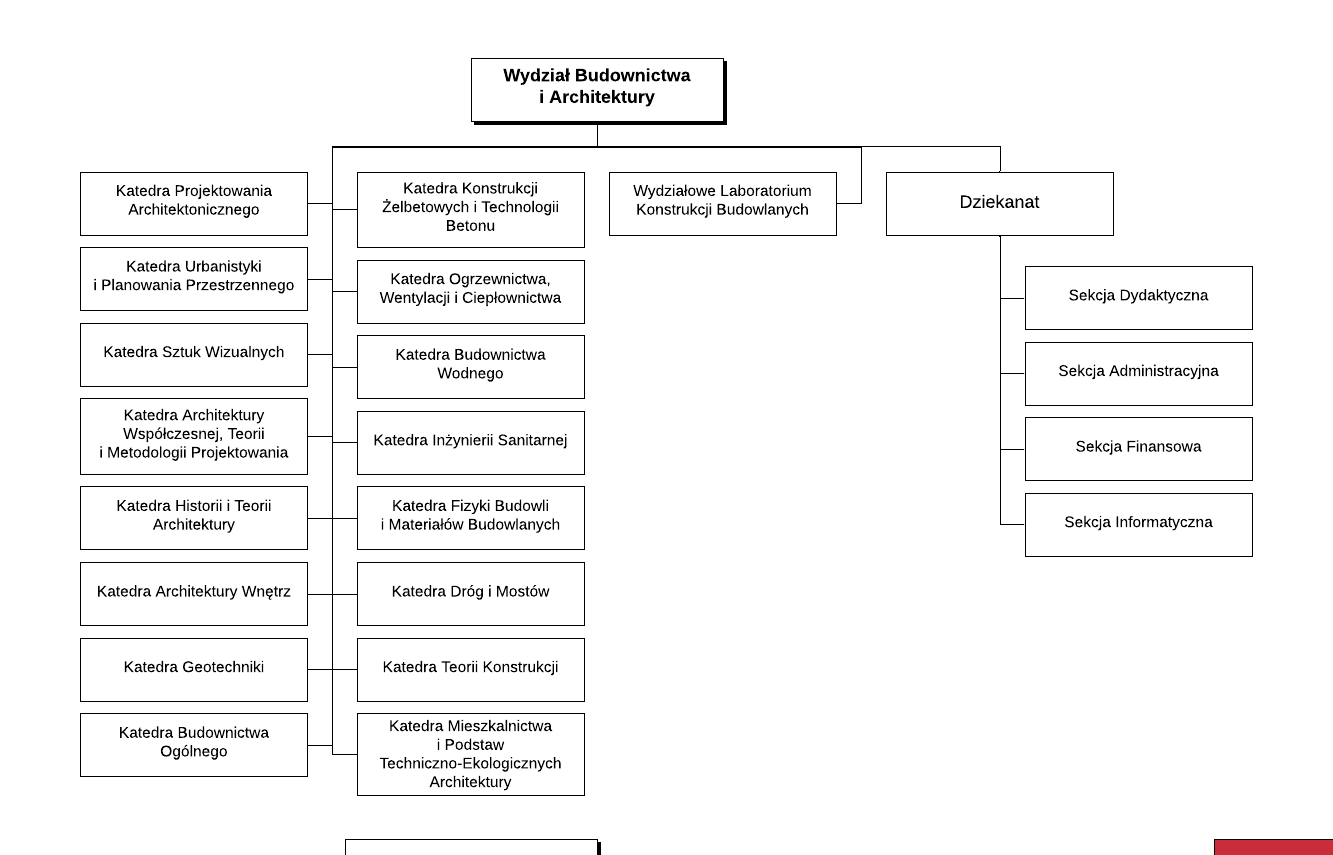 Wydział Budownictwa
i Architektury
Katedra Projektowania
Architektonicznego
Katedra Urbanistyki
i Planowania Przestrzennego
Katedra Sztuk Wizualnych
Katedra Architektury
Współczesnej, Teorii
i Metodologii Projektowania
Katedra Historii i Teorii
Architektury
Katedra Architektury Wnętrz
Katedra Geotechniki
Katedra Budownictwa
Ogólnego
Katedra Konstrukcji
Żelbetowych i Technologii
Betonu
Katedra Ogrzewnictwa,
Wentylacji i Ciepłownictwa
Katedra Budownictwa
Wodnego
Katedra Inżynierii Sanitarnej
Katedra Fizyki Budowli
i Materiałów Budowlanych
Katedra Dróg i Mostów
Katedra Teorii Konstrukcji
Katedra Mieszkalnictwa
i Podstaw
Techniczno-Ekologicznych
Architektury
Wydziałowe Laboratorium
Konstrukcji Budowlanych
Dziekanat
Sekcja Dydaktyczna
Sekcja Administracyjna
Sekcja Finansowa
Sekcja Informatyczna